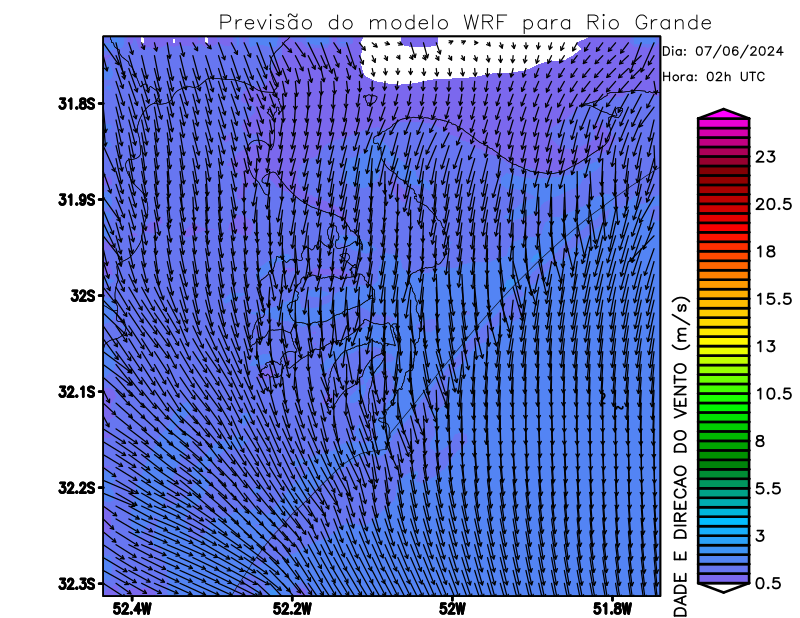 Previsão do modelo WRF para Rio Grande
Dia: 07/06/2024
Hora: 02h UTC
31.8S
31.9S
32S
32.1S
32.2S
32.3S
52.4W
52.2W
52W
51.8W
23
20.5
18
15.5
13
10.5
8
5.5
3
0.5
DADE E DIRECAO DO VENTO (m/s)